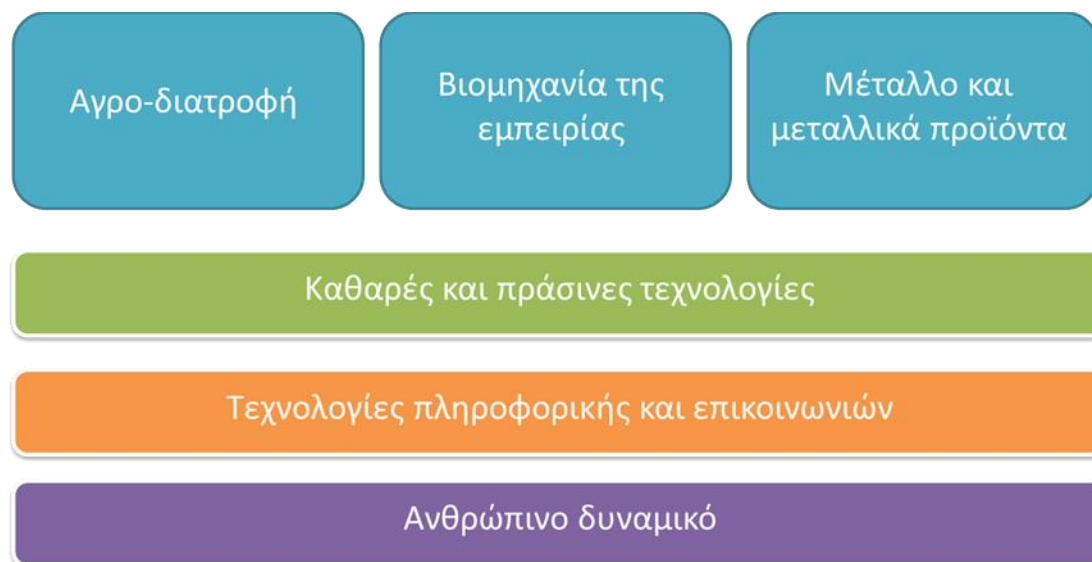 Αγρο-διατροφή
Βιομηχανία της
εμπειρίας
Μέταλλο και
μεταλλικά προϊόντα
Καθαρές και πράσινες τεχνολογίες
Τεχνολογίες πληροφορικής και επικοινωνιών
Ανθρώπινο δυναμικό